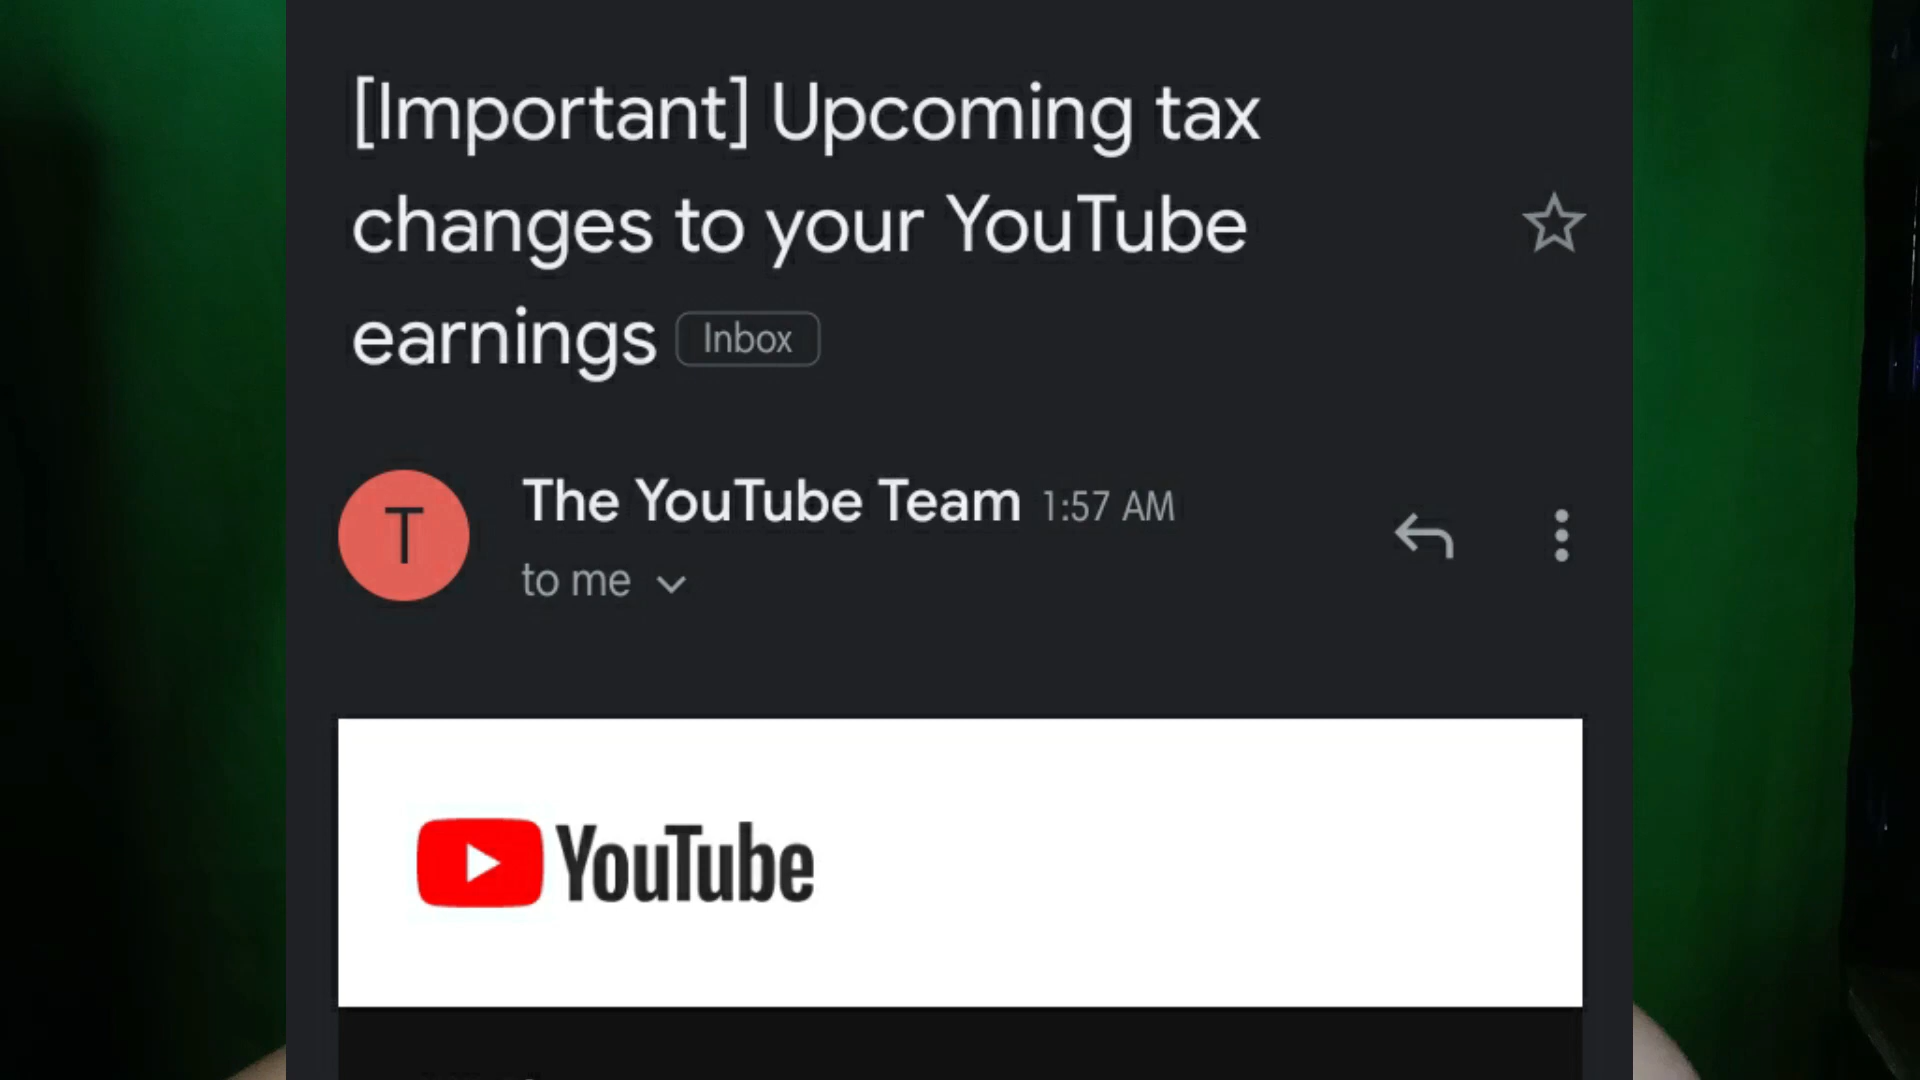 [Important] Upcoming tax
changes to your YouTube
earnings Inbox
T
The YouTube Team 1:57 AM
to me
YouTube